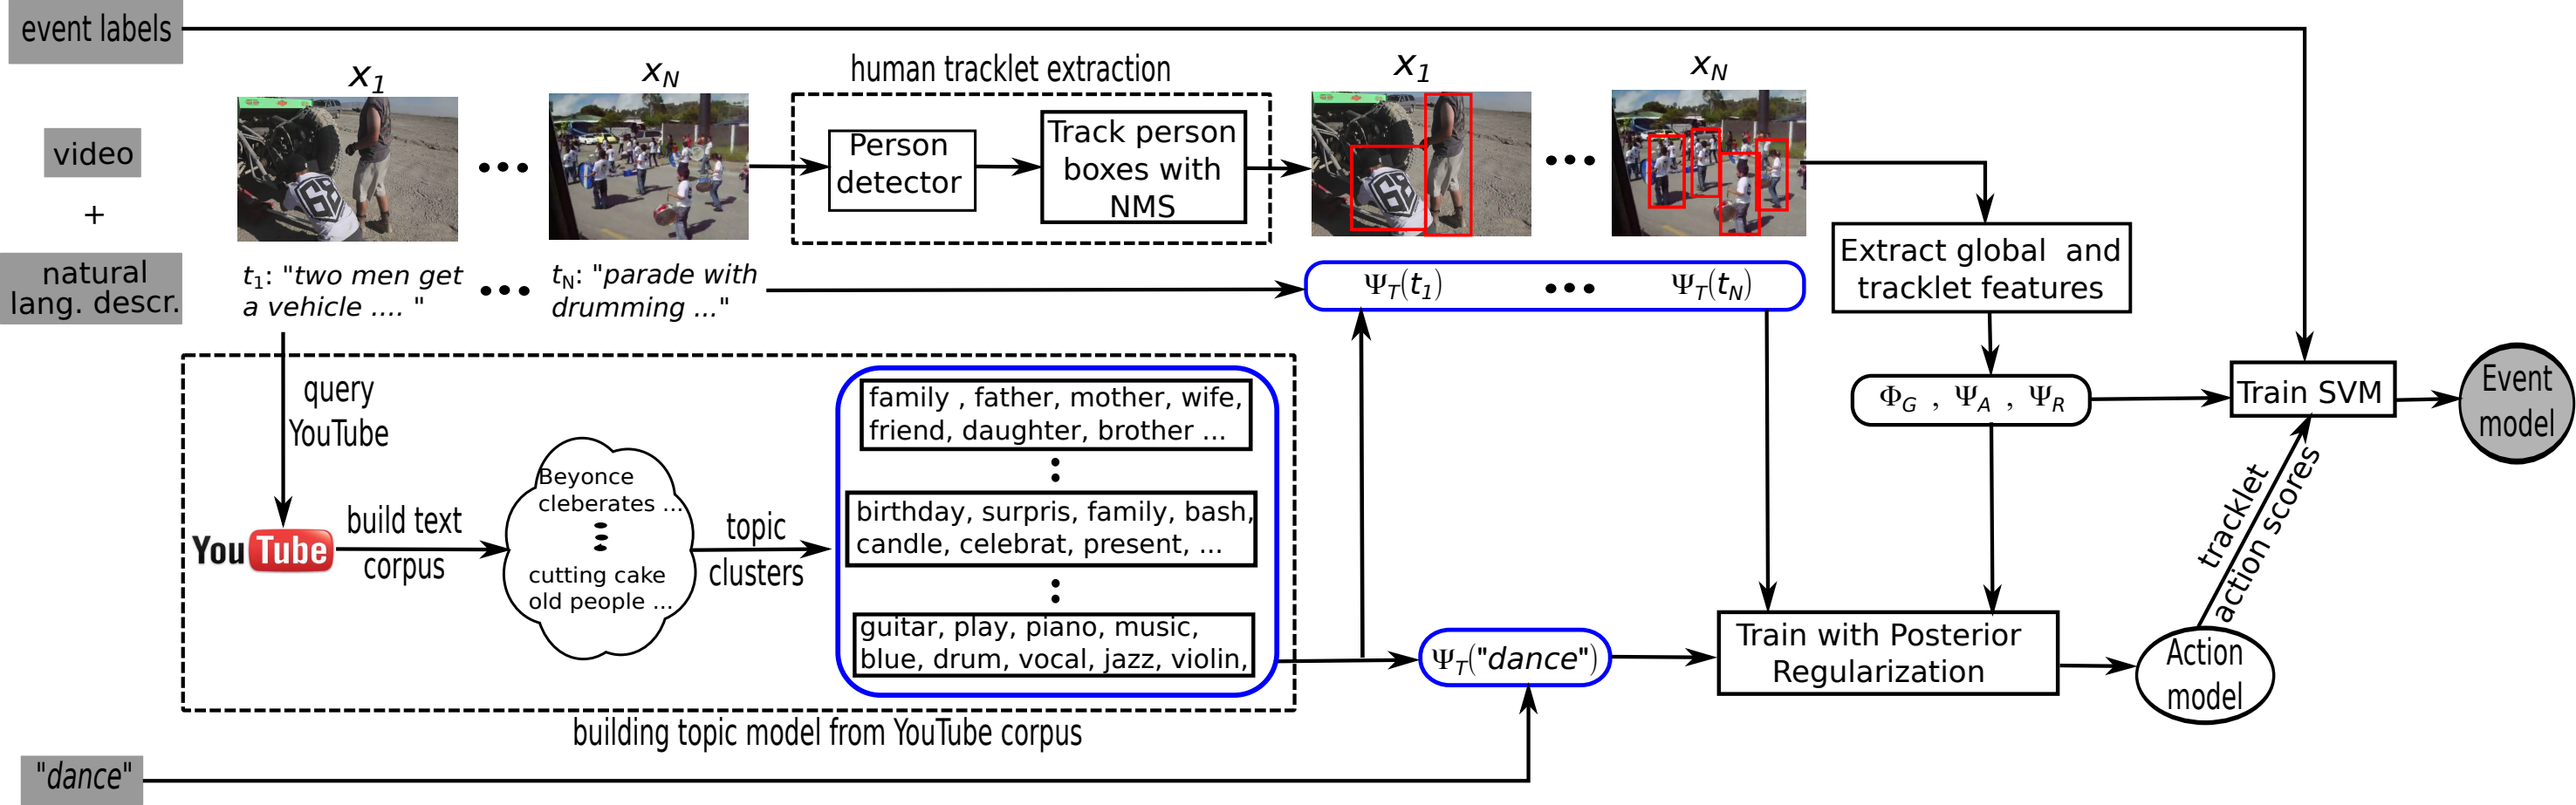 event labels
x1
xN
human tracklet extraction
x1
xN
video
+
natural
lang. descr.
Person
detector
Track person
boxes with
NMS
Extract global and
tracklet features
t1: "two men get
a vehicle .... "
tN: "parade with
drumming ..."
ΨT(t1)
ΨT(tN)
query
YouTube
family , father, mother, wife,
friend, daughter, brother ...
ΦG , ΨA , ΨR
Train SVM
Event
model
YouTube
build text
corpus
Beyonce
cleberates ...
cutting cake
old people ...
topic
clusters
birthday, surpris, family, bash,
candle, celebrat, present, ...
guitar, play, piano, music,
blue, drum, vocal, jazz, violin,
tracklet
action scores
ΨT("dance")
Train with Posterior
Regularization
Action
model
building topic model from YouTube corpus
"dance"